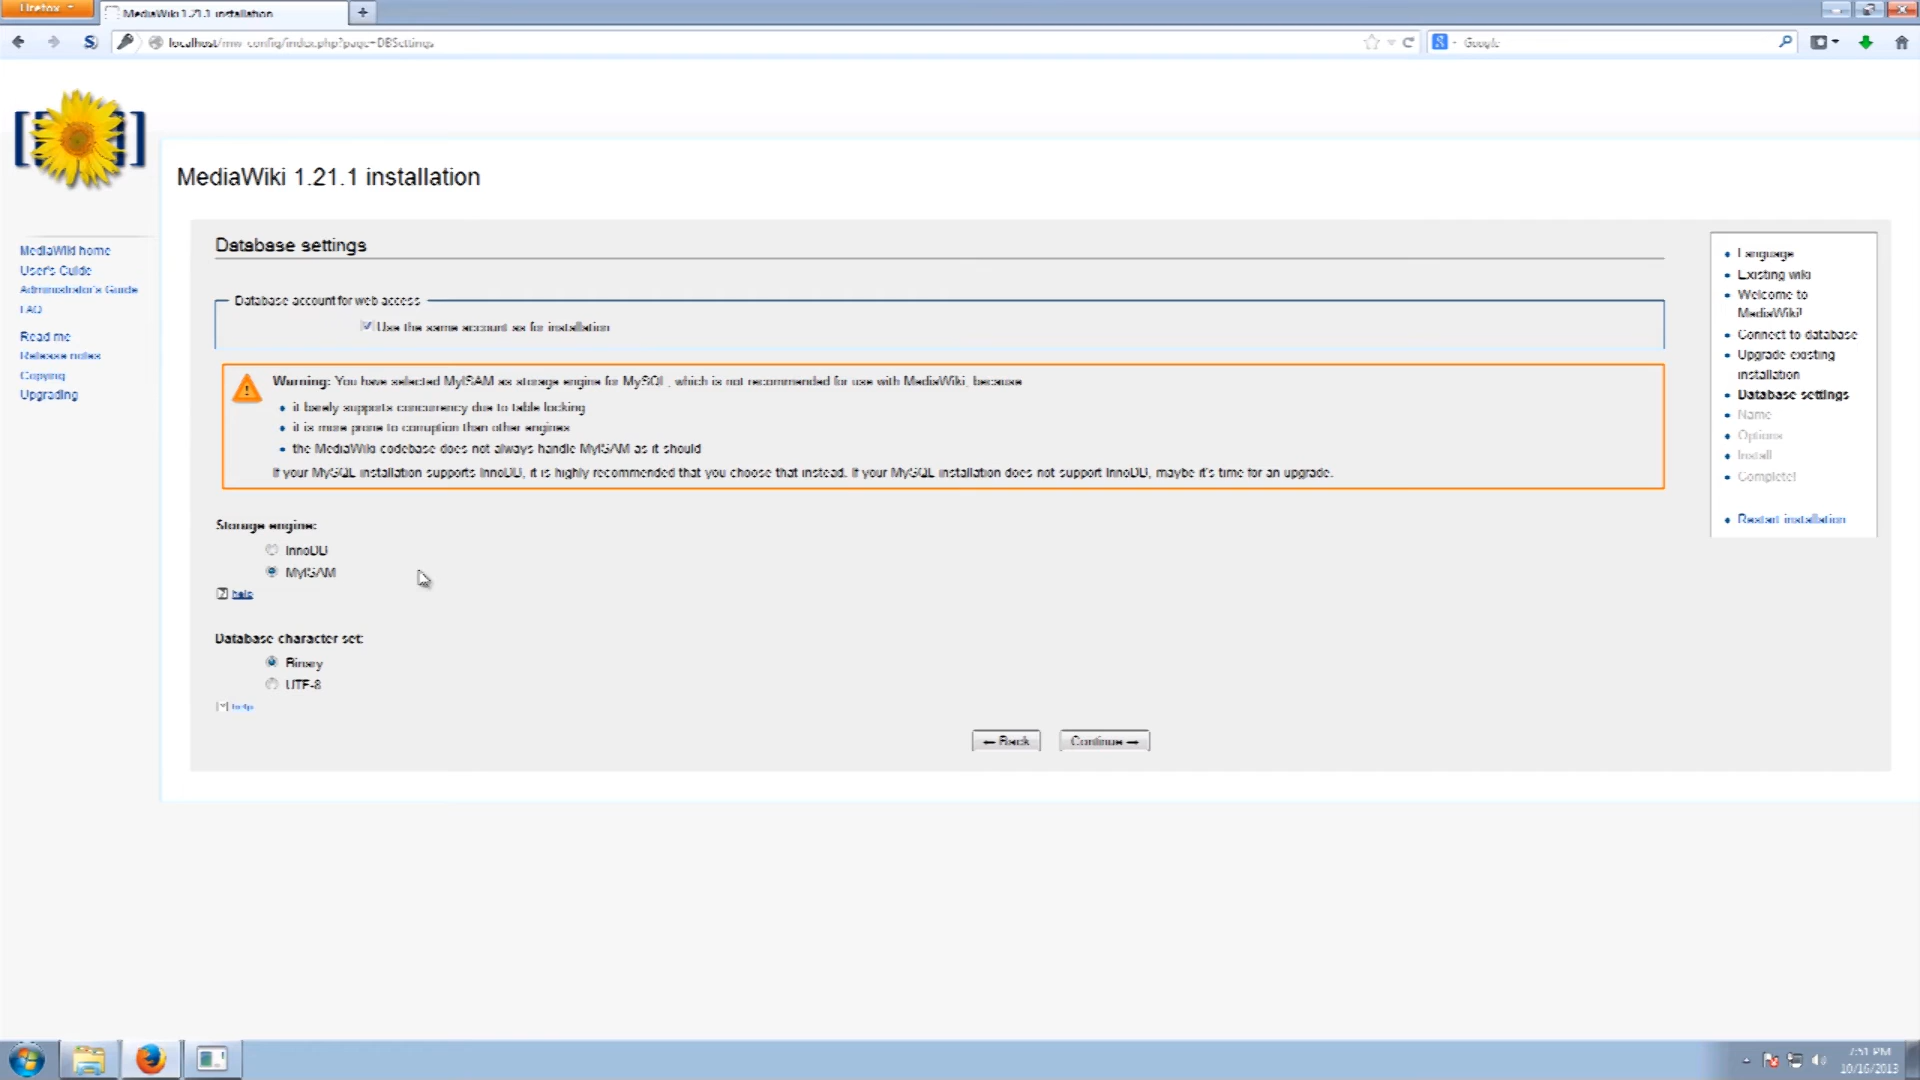 Firefox
MediaWiki 1.21.1 installation
localhost/mw-config/index.php?page=DBSettings
Google
MediaWiki 1.21.1 installation
MediaWiki home
User's Guide
Administrator's Guide
FAQ
Read me
Release notes
Copying
Upgrading
Database settings
Database account for web access
Use the same account as for installation
Warning: You have selected MyISAM as storage engine for MySQL, which is not recommended for use with MediaWiki, because
it barely supports concurrency due to table locking
it is more prone to corruption than other engines
the MediaWiki codebase does not always handle MyISAM as it should
If your MySQL installation supports InnoDB, it is highly recommended that you choose that instead. If your MySQL installation does not support InnoDB, maybe it's time for an upgrade.
Storage engine:
InnoDB
MyISAM
help
Database character set:
Binary
UTF-8
help
← Back
Continue →
Language
Existing wiki
Welcome to
MediaWiki!
Connect to database
Upgrade existing
installation
Database settings
Name
Options
Install
Complete!
Restart installation
7:51 PM
10/16/2013